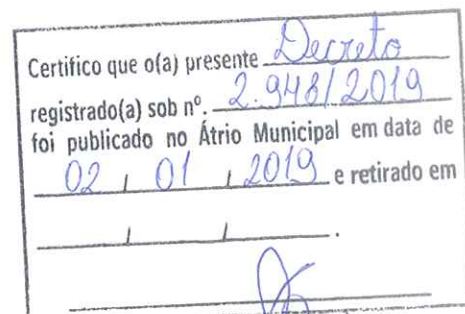 Certifico que o(a) presente Decreto
registrado(a) sob nº. 2.948/2019
foi publicado no Átrio Municipal em data de
02 / 01 / 2019 e retirado em
/ / .